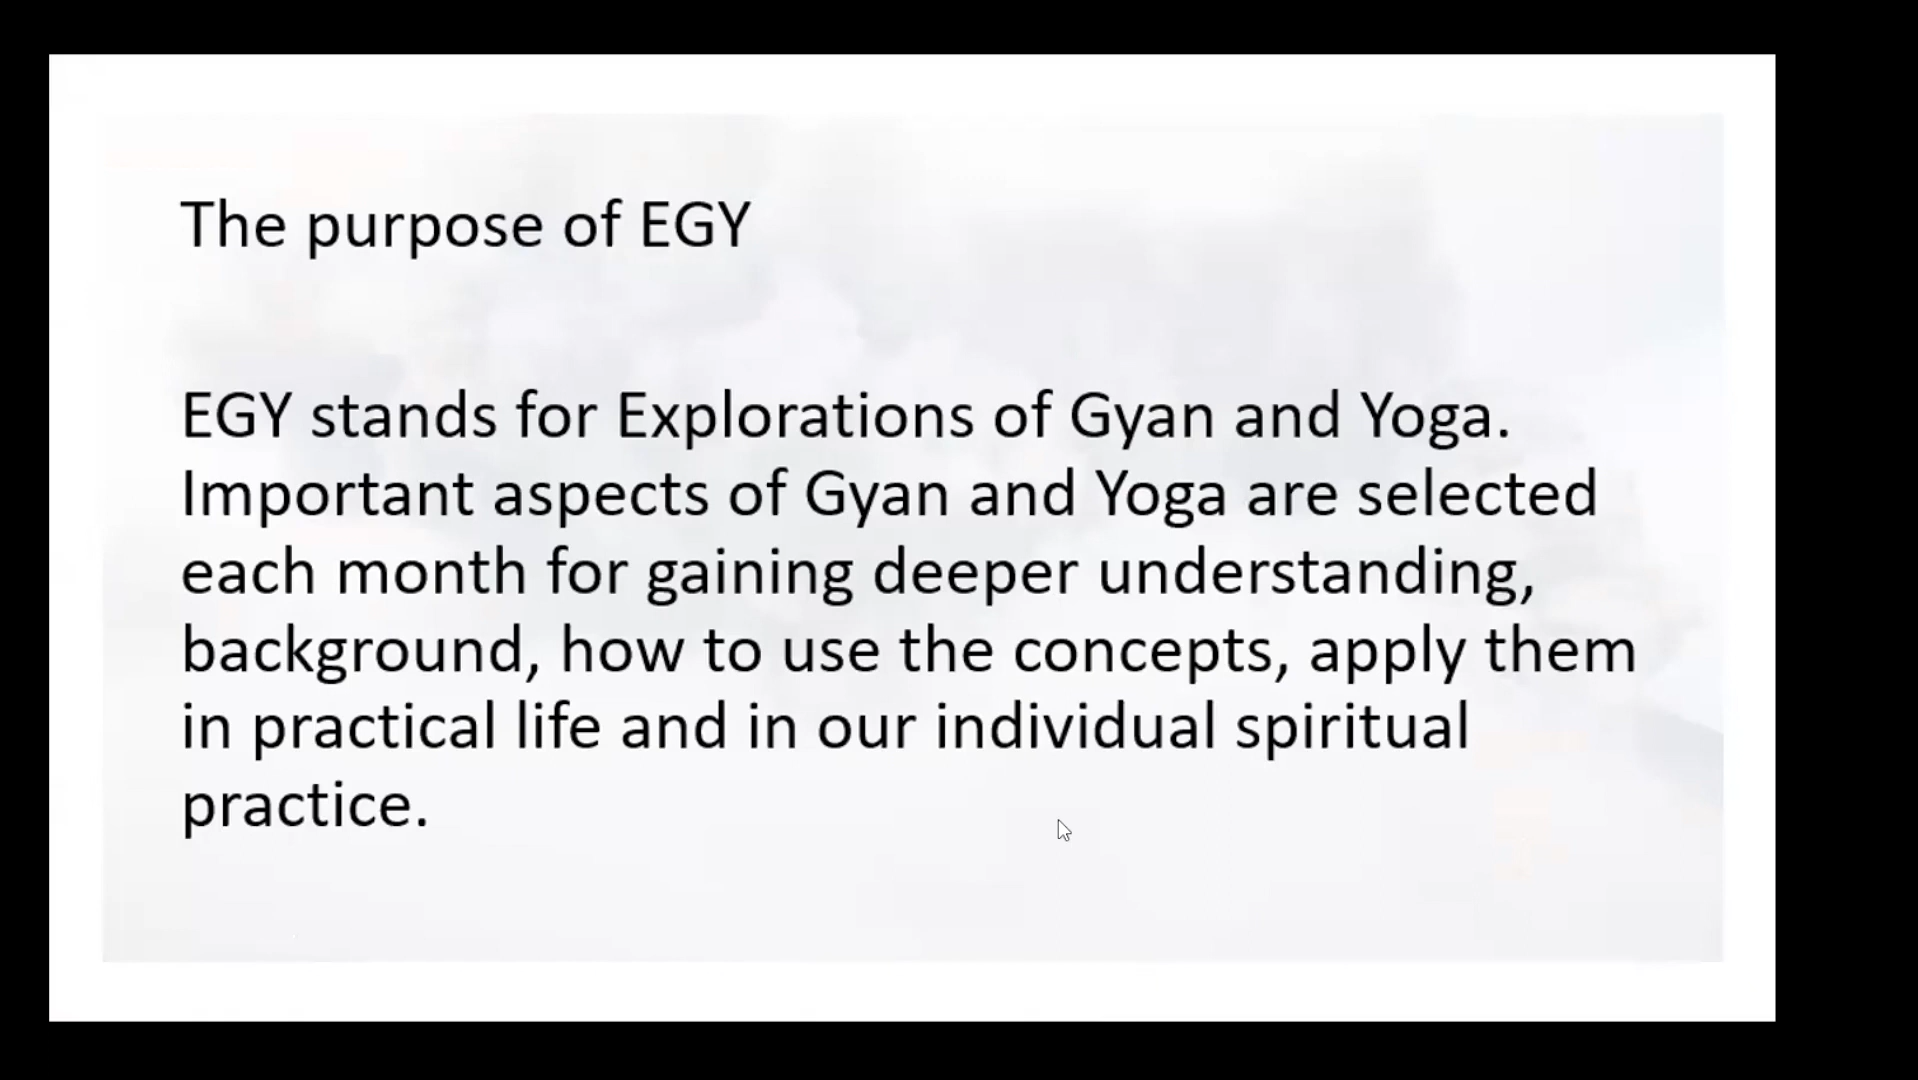 The purpose of EGY
EGY stands for Explorations of Gyan and Yoga.
Important aspects of Gyan and Yoga are selected
each month for gaining deeper understanding,
background, how to use the concepts, apply them
in practical life and in our individual spiritual
practice.